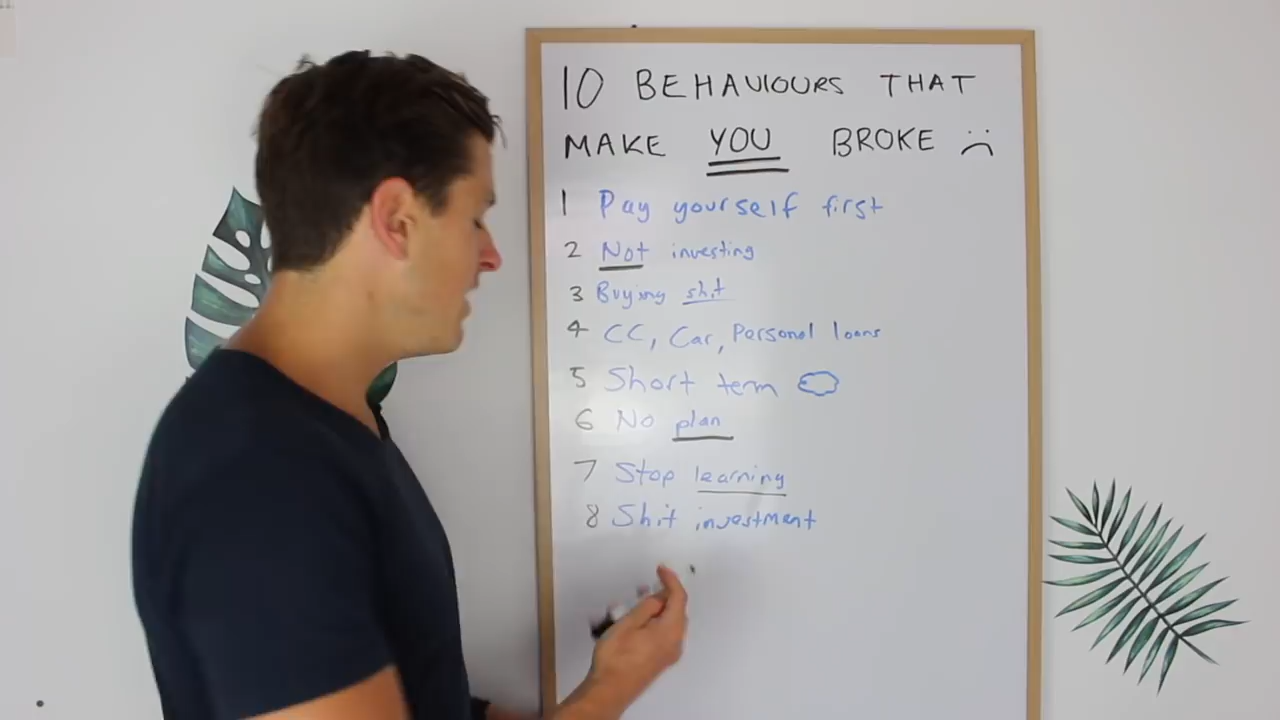 10 BEHAVIOURS THAT
MAKE YOU BROKE
1 Pay yourself first
2 Not investing
3 Buying shit
4 CC, Car, Personal loans
5 Short term
6 No plan
7 Stop learning
8 Shit investment